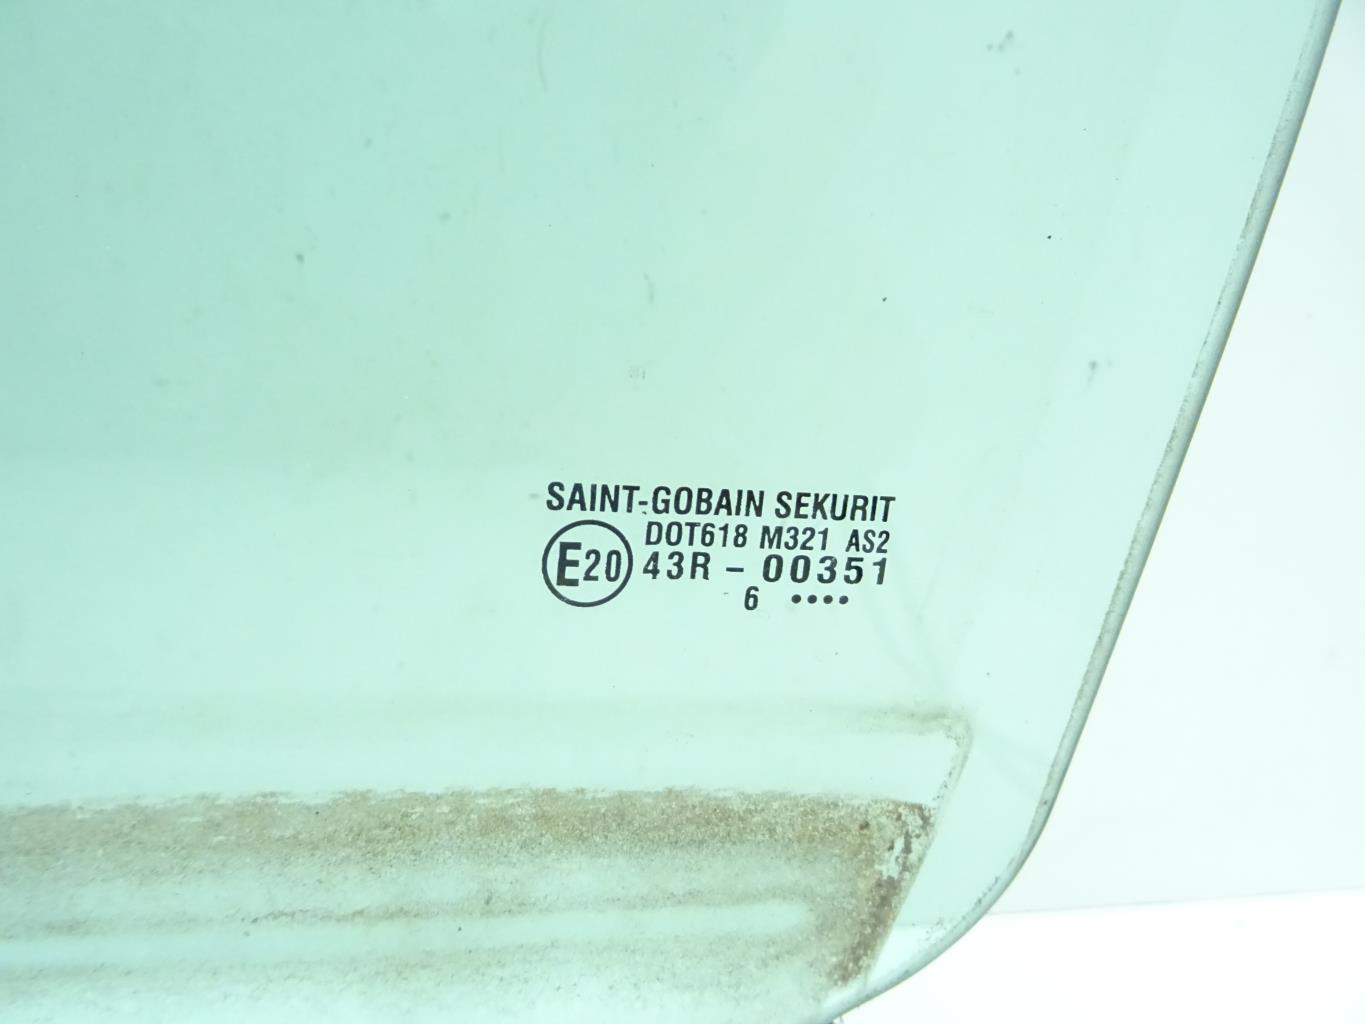 SAINT-GOBAIN SEKURIT
DOT618 M321 AS2
E20 43R - 00351
6 ••••